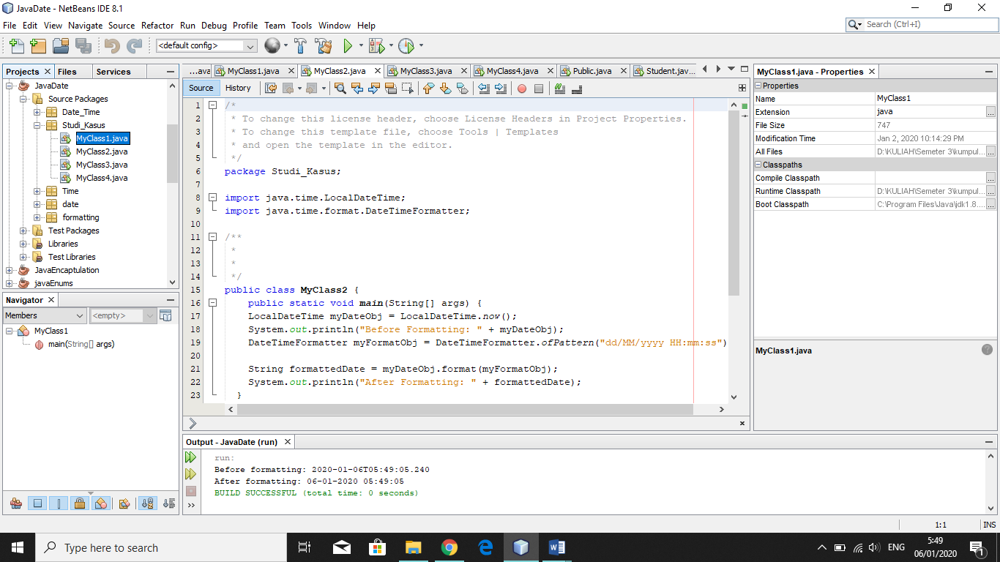 JavaDate - NetBeans IDE 8.1
File Edit View Navigate Source Refactor Run Debug Profile Team Tools Window Help
Search (Ctrl+I)
<default config>
Projects Files Services
JavaDate
Source Packages
Date_Time
Studi_Kasus
MyClass1.java
MyClass2.java
MyClass3.java
MyClass4.java
Time
date
formatting
Test Packages
Libraries
Test Libraries
JavaEncaptulation
javaEnums
Navigator
Members <empty>
MyClass1
main(String[] args)
...ava MyClass1.java MyClass2.java MyClass3.java MyClass4.java Public.java Student.jav...
Source History
1 /*
2 * To change this license header, choose License Headers in Project Properties.
3 * To change this template file, choose Tools | Templates
4 * and open the template in the editor.
5 */
6 package Studi_Kasus;
7
8 import java.time.LocalDateTime;
9 import java.time.format.DateTimeFormatter;
10
11 /**
12 *
13 *
14 */
15 public class MyClass2 {
16 public static void main(String[] args) {
17 LocalDateTime myDateObj = LocalDateTime.now();
18 System.out.println("Before Formatting: " + myDateObj);
19 DateTimeFormatter myFormatObj = DateTimeFormatter.ofPattern("dd/MM/yyyy HH:mm:ss")
20
21 String formattedDate = myDateObj.format(myFormatObj);
22 System.out.println("After Formatting: " + formattedDate);
23 }
MyClass1.java - Properties
Properties
Name MyClass1
Extension java ...
File Size 747
Modification Time Jan 2, 2020 10:14:29 PM
All Files D:\KULIAH\Semeter 3\kumpul... ...
Classpaths
Compile Classpath ...
Runtime Classpath D:\KULIAH\Semeter 3\kumpul... ...
Boot Classpath C:\Program Files\Java\jdk1.8.... ...
MyClass1.java
?
Output - JavaDate (run)
run:
Before formatting: 2020-01-06T05:49:05.240
After formatting: 06-01-2020 05:49:05
BUILD SUCCESSFUL (total time: 0 seconds)
1:1 INS
Type here to search
ENG
5:49
06/01/2020
1